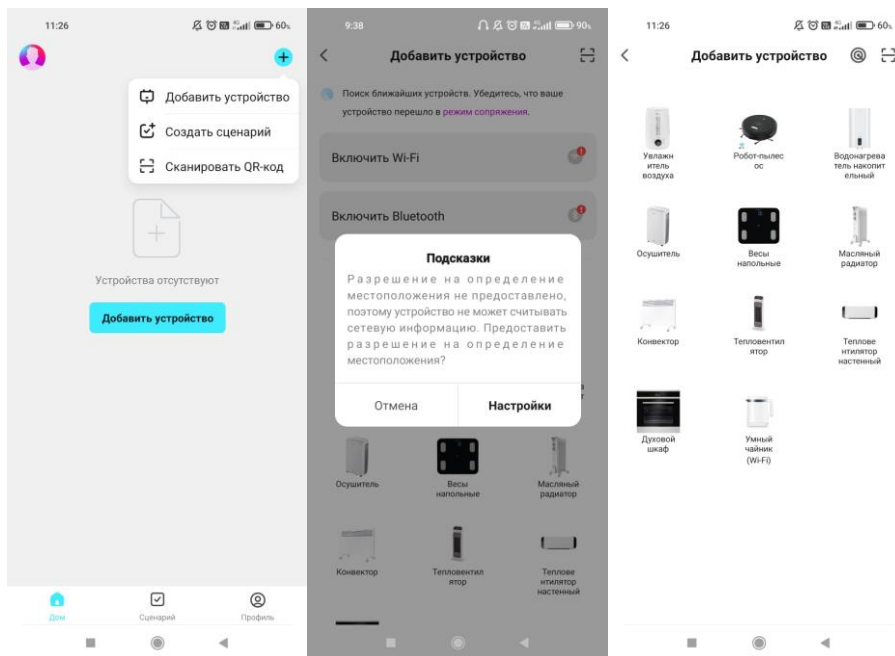 11:26
60%
Добавить устройство
Создать сценарий
Сканировать QR-код
Устройства отсутствуют
Добавить устройство
Дом
Сценарий
Профиль
9:38
90%
Добавить устройство
Поиск ближайших устройств. Убедитесь, что ваше
устройство перешло в режим сопряжения.
Включить Wi-Fi
Включить Bluetooth
Подсказки
Разрешение на определение
местоположения не предоставлено,
поэтому устройство не может считывать
сетевую информацию. Предоставить
разрешение на определение
местоположения?
Отмена
Настройки
Осушитель
Весы
напольные
Масляный
радиатор
Конвектор
Тепловентил
ятор
Теплове
нтилятор
настенный
11:26
60%
Добавить устройство
Увлажн
итель
воздуха
Робот-пылес
ос
Водонагрева
тель накопит
ельный
Осушитель
Весы
напольные
Масляный
радиатор
Конвектор
Тепловентил
ятор
Теплове
нтилятор
настенный
Духовой
шкаф
Умный
чайник
(Wi-Fi)